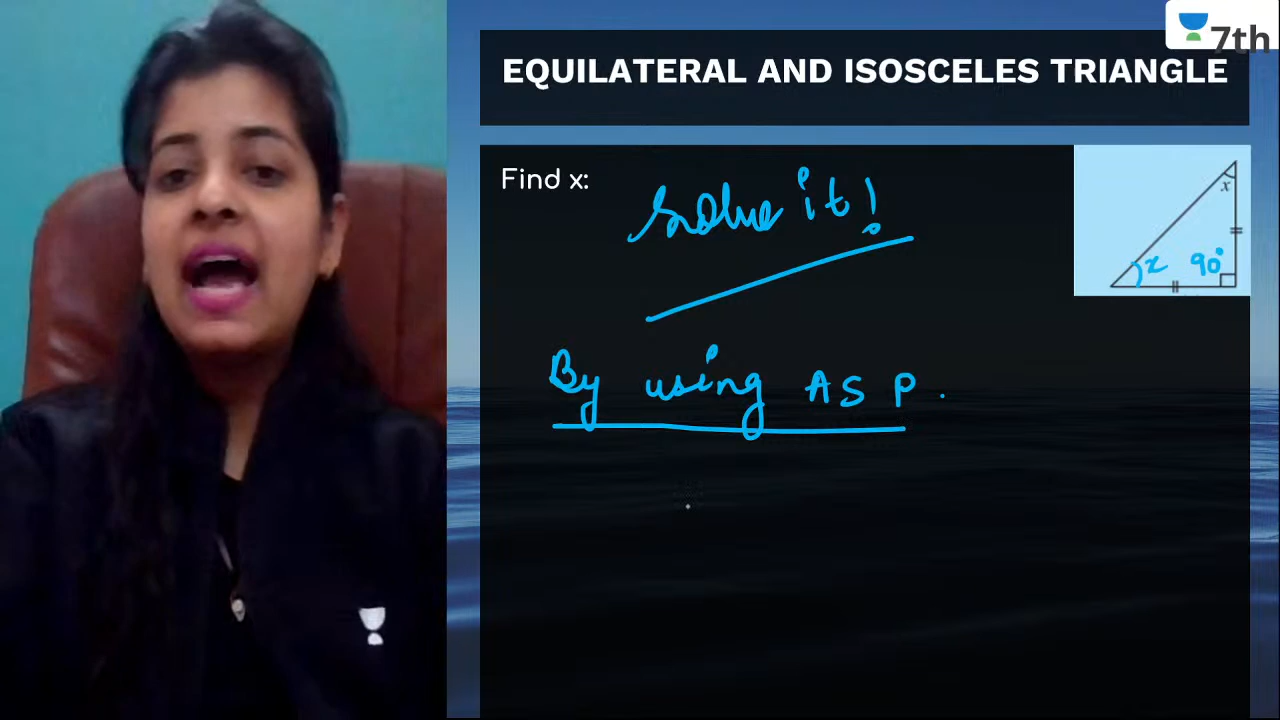 7th
EQUILATERAL AND ISOSCELES TRIANGLE
Find x:
Solve it!
x
x 90°
By using ASP.